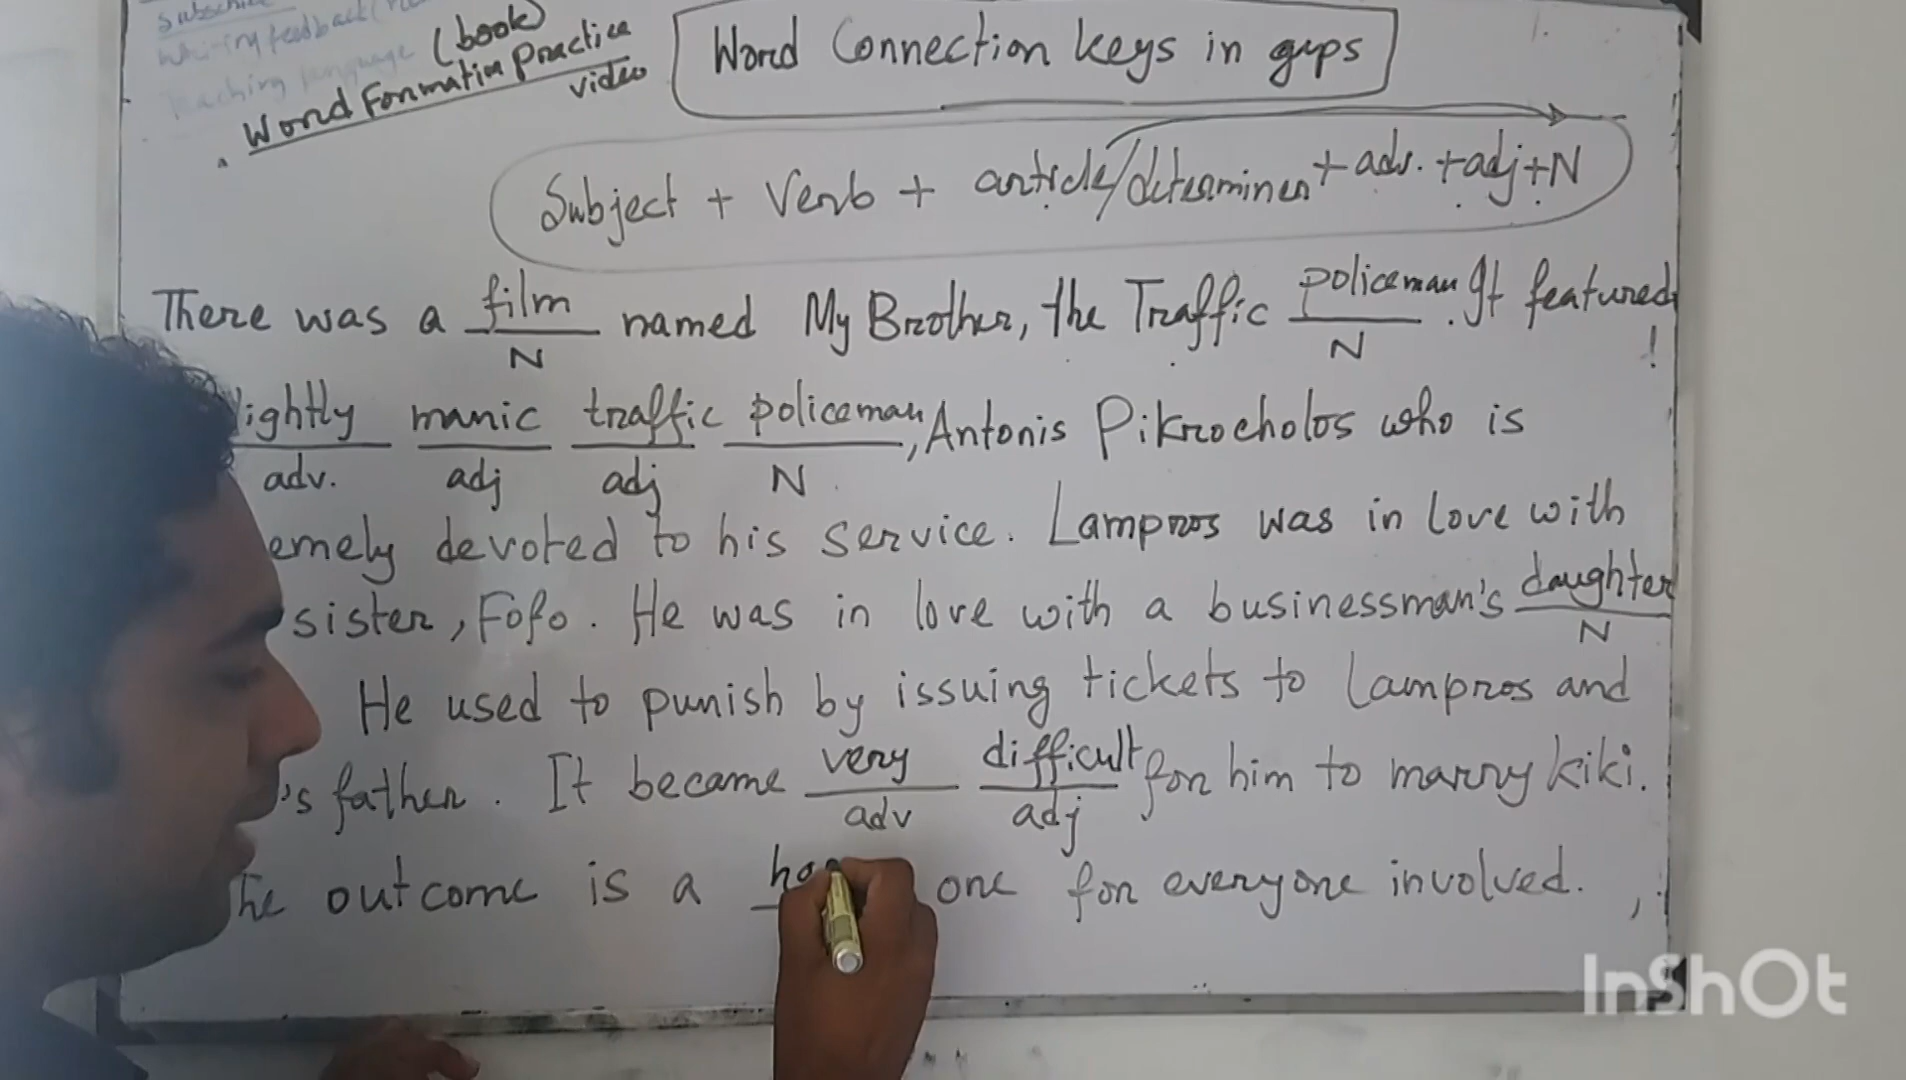 (book)
Word Formation Practice
video
Word Connection keys in gaps
Subject + Verb + article/determiner + adv. + adj + N
There was a film named My Brother, the Traffic policeman. It featured
N N
lightly manic traffic policeman, Antonis Pikrocholos who is
adv. adj adj N
emely devoted to his service. Lampros was in love with
sister, Fofo. He was in love with a businessman's daughter
N
He used to punish by issuing tickets to Lampros and
's father. It became very difficult for him to marry kiki.
adv adj
he outcome is a ha one for everyone involved.
InShOt